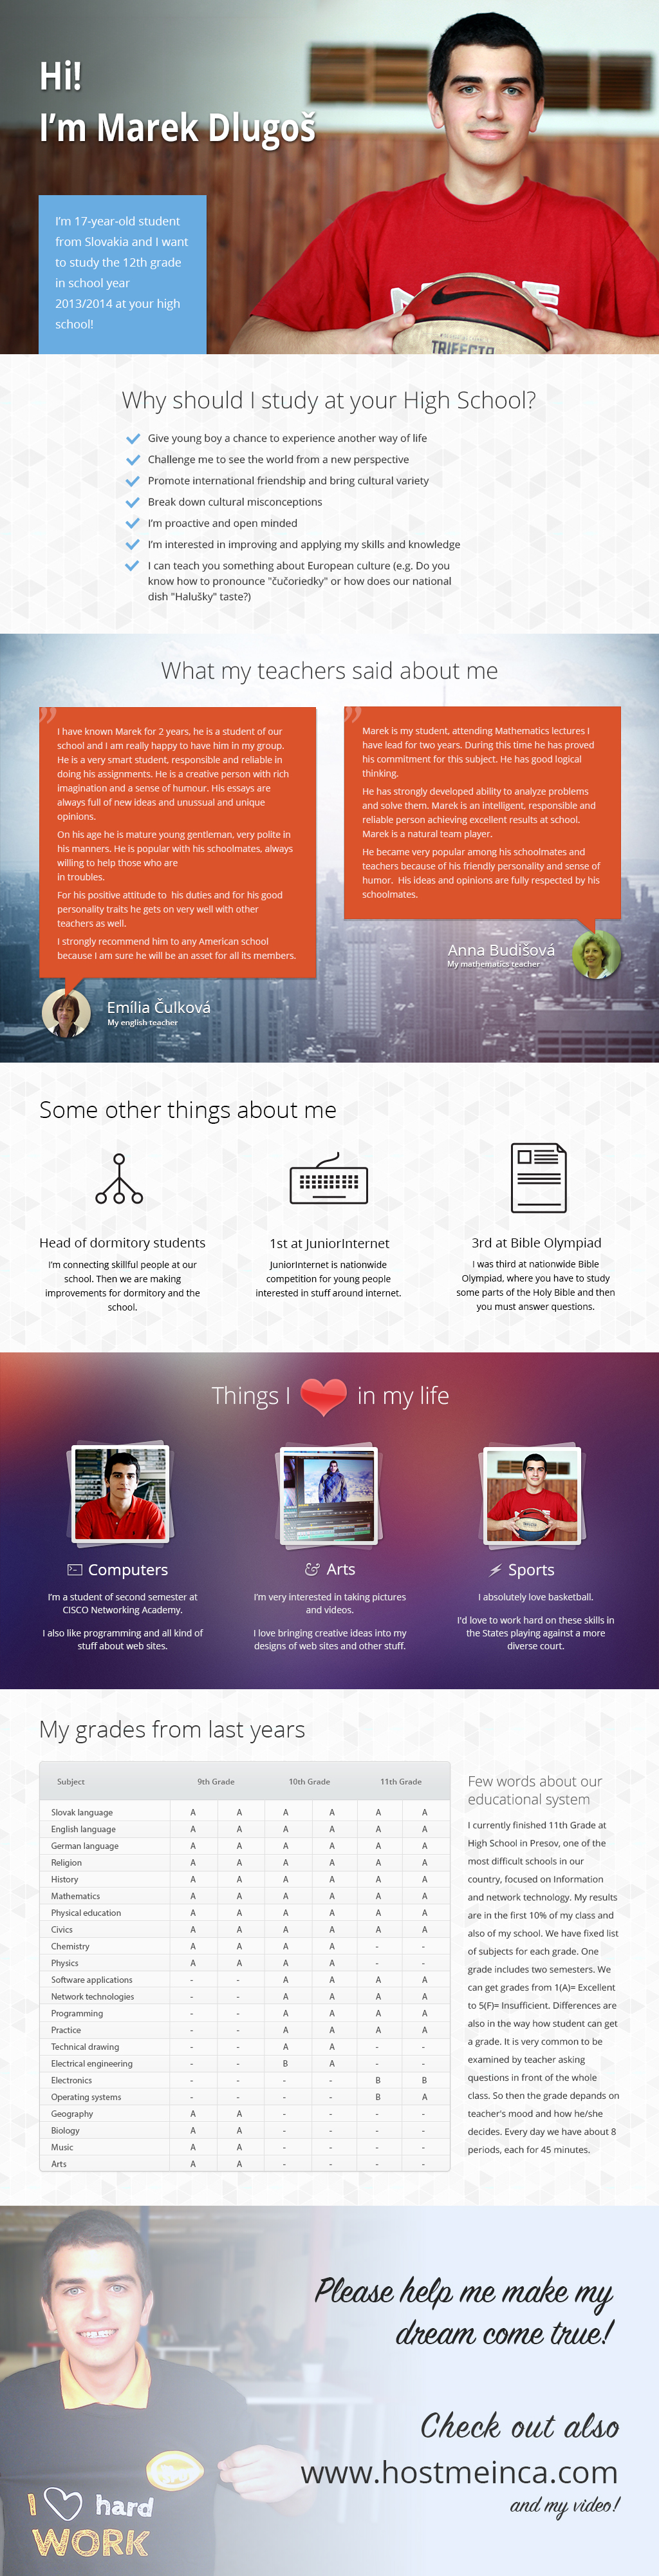 Hi!
I'm Marek Dlugoš
I'm 17-year-old student
from Slovakia and I want
to study the 12th grade
in school year
2013/2014 at your high
school!
TRIFECTA
Why should I study at your High School?
Give young boy a chance to experience another way of life
Challenge me to see the world from a new perspective
Promote international friendship and bring cultural variety
Break down cultural misconceptions
I'm proactive and open minded
I'm interested in improving and applying my skills and knowledge
I can teach you something about European culture (e.g. Do you
know how to pronounce "čučoriedky" or how does our national
dish "Halušky" taste?)
What my teachers said about me
I have known Marek for 2 years, he is a student of our
school and I am really happy to have him in my group.
He is a very smart student, responsible and reliable in
doing his assignments. He is a creative person with rich
imagination and a sense of humour. His essays are
always full of new ideas and unussual and unique
opinions.
On his age he is mature young gentleman, very polite in
his manners. He is popular with his schoolmates, always
willing to help those who are
in troubles.
For his positive attitude to his duties and for his good
personality traits he gets on very well with other
teachers as well.
I strongly recommend him to any American school
because I am sure he will be an asset for all its members.
Emília Čulková
My english teacher
Marek is my student, attending Mathematics lectures I
have lead for two years. During this time he has proved
his commitment for this subject. He has good logical
thinking.
He has strongly developed ability to analyze problems
and solve them. Marek is an intelligent, responsible and
reliable person achieving excellent results at school.
Marek is a natural team player.
He became very popular among his schoolmates and
teachers because of his friendly personality and sense of
humor. His ideas and opinions are fully respected by his
schoolmates.
Anna Budišová
My mathematics teacher
Some other things about me
Head of dormitory students
I'm connecting skillful people at our
school. Then we are making
improvements for dormitory and the
school.
1st at JuniorInternet
JuniorInternet is nationwide
competition for young people
interested in stuff around internet.
3rd at Bible Olympiad
I was third at nationwide Bible
Olympiad, where you have to study
some parts of the Holy Bible and then
you must answer questions.
Things I in my life
Computers
I'm a student of second semester at
CISCO Networking Academy.
I also like programming and all kind of
stuff about web sites.
& Arts
I'm very interested in taking pictures
and videos.
I love bringing creative ideas into my
designs of web sites and other stuff.
Sports
I absolutely love basketball.
I'd love to work hard on these skills in
the States playing against a more
diverse court.
My grades from last years
Subject 9th Grade 10th Grade 11th Grade
Slovak language A A A A A A
English language A A A A A A
German language A A A A A A
Religion A A A A A A
History A A A A A A
Mathematics A A A A A A
Physical education A A A A A A
Civics A A A A A A
Chemistry A A A A - -
Physics A A A A - -
Software applications - - A A A A
Network technologies - - A A A A
Programming - - A A A A
Practice - - A A A A
Technical drawing - - A A - -
Electrical engineering - - B A - -
Electronics - - - - B B
Operating systems - - - - B A
Geography A A - - - -
Biology A A - - - -
Music A A - - - -
Arts A A - - - -
Few words about our
educational system
I currently finished 11th Grade at
High School in Presov, one of the
most difficult schools in our
country, focused on Information
and network technology. My results
are in the first 10% of my class and
also of my school. We have fixed list
of subjects for each grade. One
grade includes two semesters. We
can get grades from 1(A)= Excellent
to 5(F)= Insufficient. Differences are
also in the way how student can get
a grade. It is very common to be
examined by teacher asking
questions in front of the whole
class. So then the grade depands on
teacher's mood and how he/she
decides. Every day we have about 8
periods, each for 45 minutes.
Please help me make my
dream come true!
Check out also
www.hostmeinca.com
and my video!
I hard
WORK